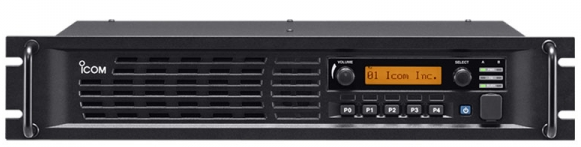 ICOM
VOLUME
01 Icom Inc.
SELECT
A B
P0 P1 P2 P3 P4